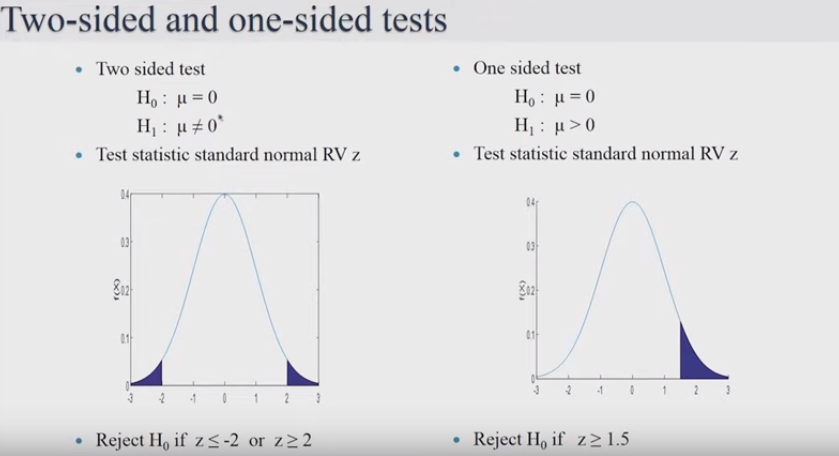 Two-sided and one-sided tests
• Two sided test
H₀ : μ = 0
H₁ : μ ≠ 0
• Test statistic standard normal RV z
0.4
0.3
0.2
0.1
0
f(x)
-3 -2 -1 0 1 2 3
• Reject H₀ if z ≤ -2 or z ≥ 2
• One sided test
H₀ : μ = 0
H₁ : μ > 0
• Test statistic standard normal RV z
0.4
0.3
0.2
0.1
0
f(x)
-3 -2 -1 0 1 2 3
• Reject H₀ if z ≥ 1.5